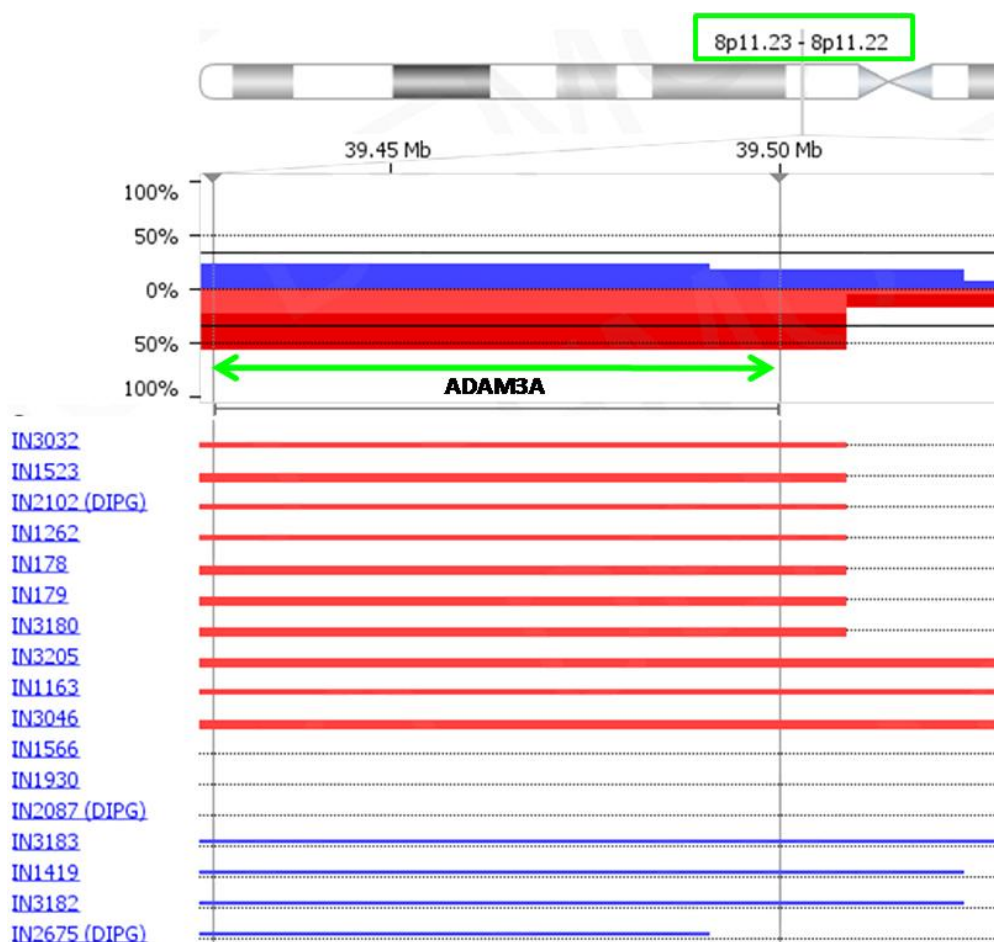 8p11.23 - 8p11.22
39.45 Mb
39.50 Mb
100%
50%
0%
50%
100%
ADAM3A
IN3032
IN1523
IN2102 (DIPG)
IN1262
IN178
IN179
IN3180
IN3205
IN1163
IN3046
IN1566
IN1930
IN2087 (DIPG)
IN3183
IN1419
IN3182
IN2675 (DIPG)